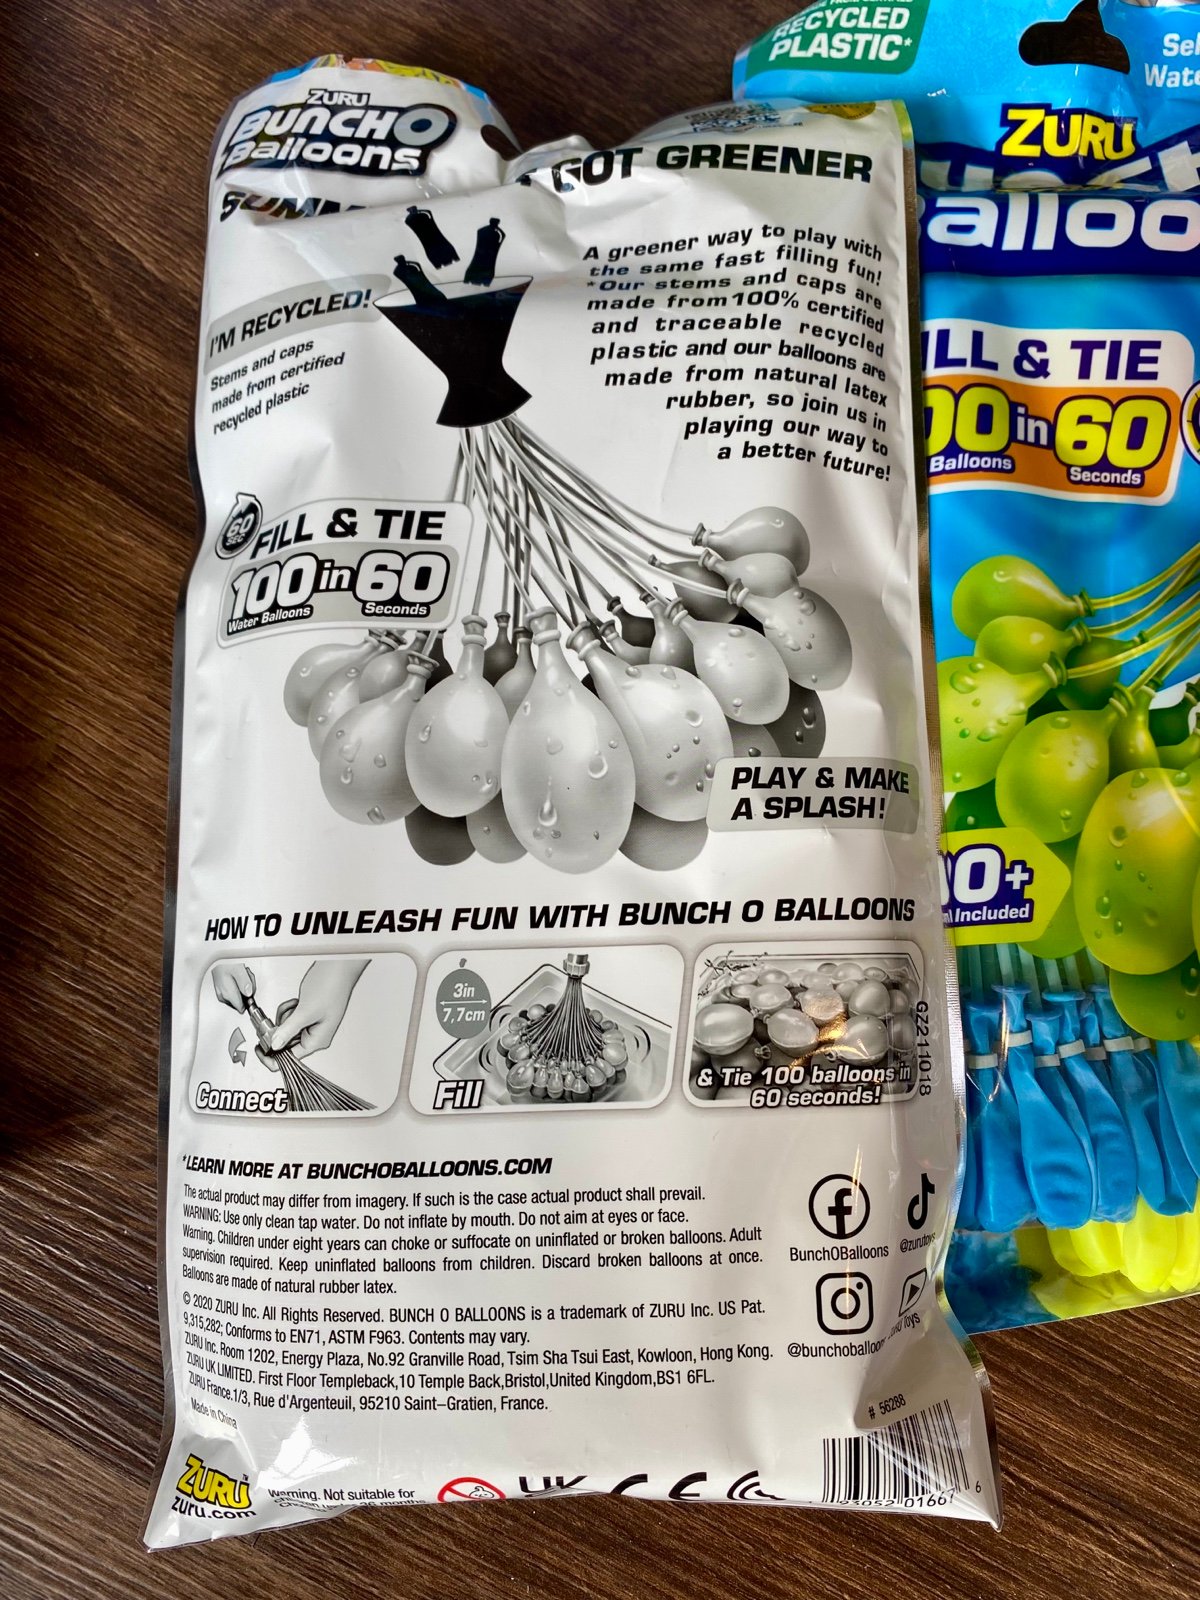 ZURU
BUNCH O
Balloons
GOT GREENER
I'M RECYCLED!
Stems and caps
made from certified
recycled plastic
A greener way to play with
the same fast filling fun!
*Our stems and caps are
made from 100% certified
and traceable recycled
plastic and our balloons are
made from natural latex
rubber, so join us in
playing our way to
a better future!
60
SEC
FILL & TIE
100 in 60
Water Balloons Seconds
PLAY & MAKE
A SPLASH!
HOW TO UNLEASH FUN WITH BUNCH O BALLOONS
Connect
3in
7,7cm
Fill
& Tie 100 balloons in
60 seconds!
GZ211018
*LEARN MORE AT BUNCHOBALLOONS.COM
The actual product may differ from imagery. If such is the case actual product shall prevail.
WARNING: Use only clean tap water. Do not inflate by mouth. Do not aim at eyes or face.
Warning. Children under eight years can choke or suffocate on uninflated or broken balloons. Adult
supervision required. Keep uninflated balloons from children. Discard broken balloons at once.
Balloons are made of natural rubber latex.
© 2020 ZURU Inc. All Rights Reserved. BUNCH O BALLOONS is a trademark of ZURU Inc. US Pat.
9,315,282; Conforms to EN71, ASTM F963. Contents may vary.
ZURU Inc. Room 1202, Energy Plaza, No.92 Granville Road, Tsim Sha Tsui East, Kowloon, Hong Kong.
ZURU UK LIMITED. First Floor Templeback,10 Temple Back,Bristol,United Kingdom,BS1 6FL.
ZURU France.1/3, Rue d'Argenteuil, 95210 Saint-Gratien, France.
Made in China
BunchOBalloons
@zurutoys
@bunchoballoon
Toys
# 56288
ZURU™
zuru.com
Warning. Not suitable for
36 months
UK
CE
01667 6
RECYCLED
PLASTIC*
ZURU
alloo
ILL & TIE
00 in 60
Balloons Seconds
0+
Included